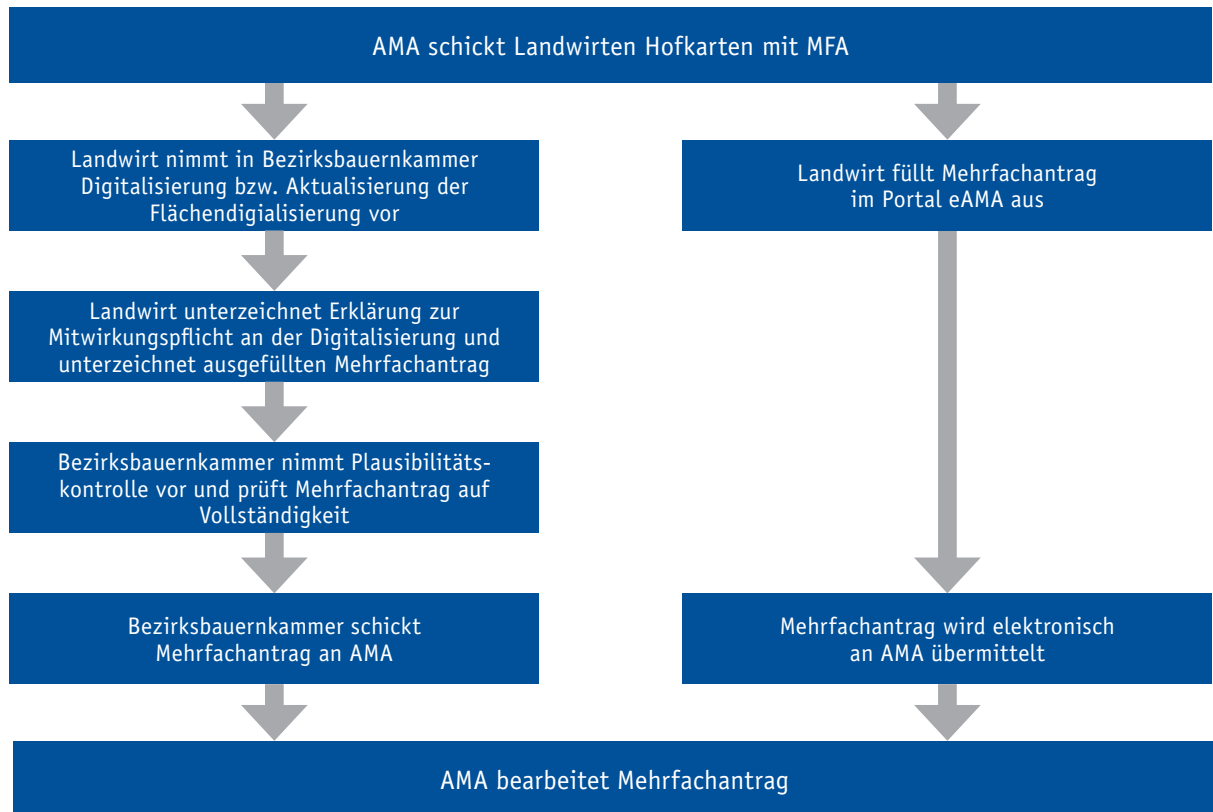 AMA schickt Landwirten Hofkarten mit MFA
Landwirt nimmt in Bezirksbauernkammer
Digitalisierung bzw. Aktualisierung der
Flächendigialisierung vor
Landwirt füllt Mehrfachantrag
im Portal eAMA aus
Landwirt unterzeichnet Erklärung zur
Mitwirkungspflicht an der Digitalisierung und
unterzeichnet ausgefüllten Mehrfachantrag
Bezirksbauernkammer nimmt Plausibilitäts-
kontrolle vor und prüft Mehrfachantrag auf
Vollständigkeit
Bezirksbauernkammer schickt
Mehrfachantrag an AMA
Mehrfachantrag wird elektronisch
an AMA übermittelt
AMA bearbeitet Mehrfachantrag